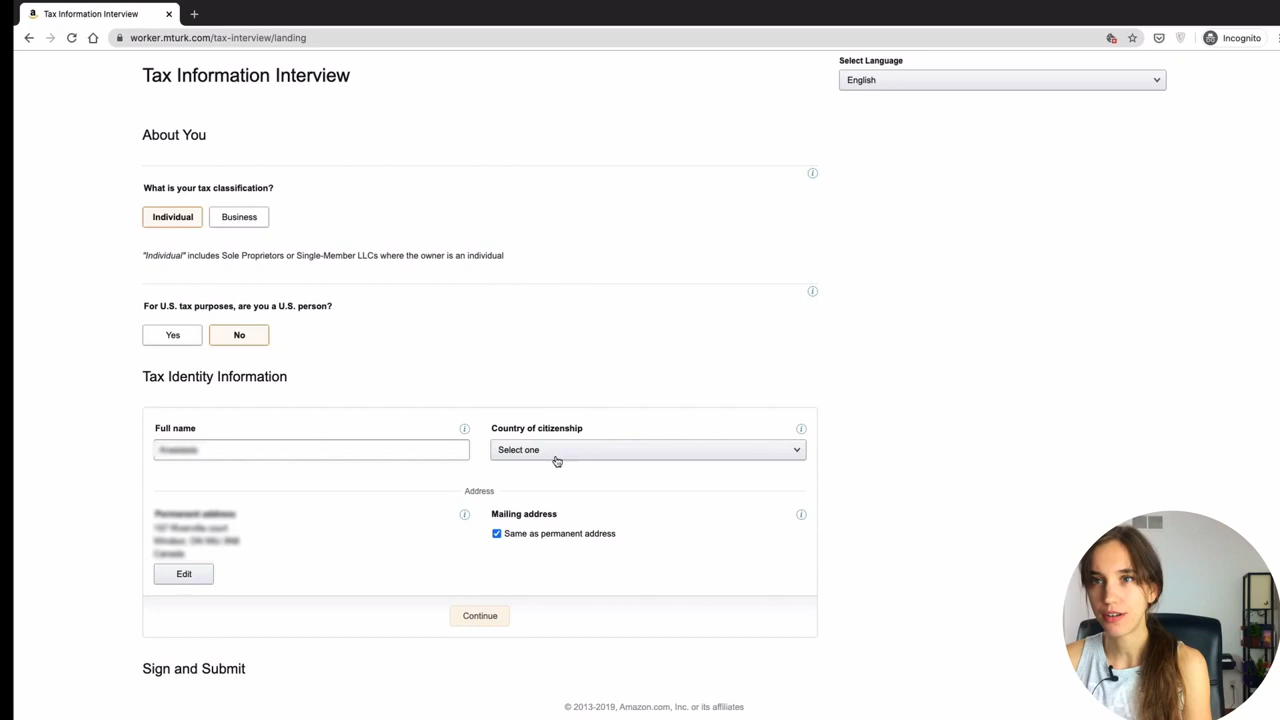 Tax Information Interview
worker.mturk.com/tax-interview/landing
Incognito
Tax Information Interview
Select Language
English
About You
What is your tax classification?
Individual
Business
"Individual" includes Sole Proprietors or Single-Member LLCs where the owner is an individual
For U.S. tax purposes, are you a U.S. person?
Yes
No
Tax Identity Information
Full name
Country of citizenship
Select one
Address
Mailing address
Same as permanent address
Edit
Continue
Sign and Submit
© 2013-2019, Amazon.com, Inc. or its affiliates